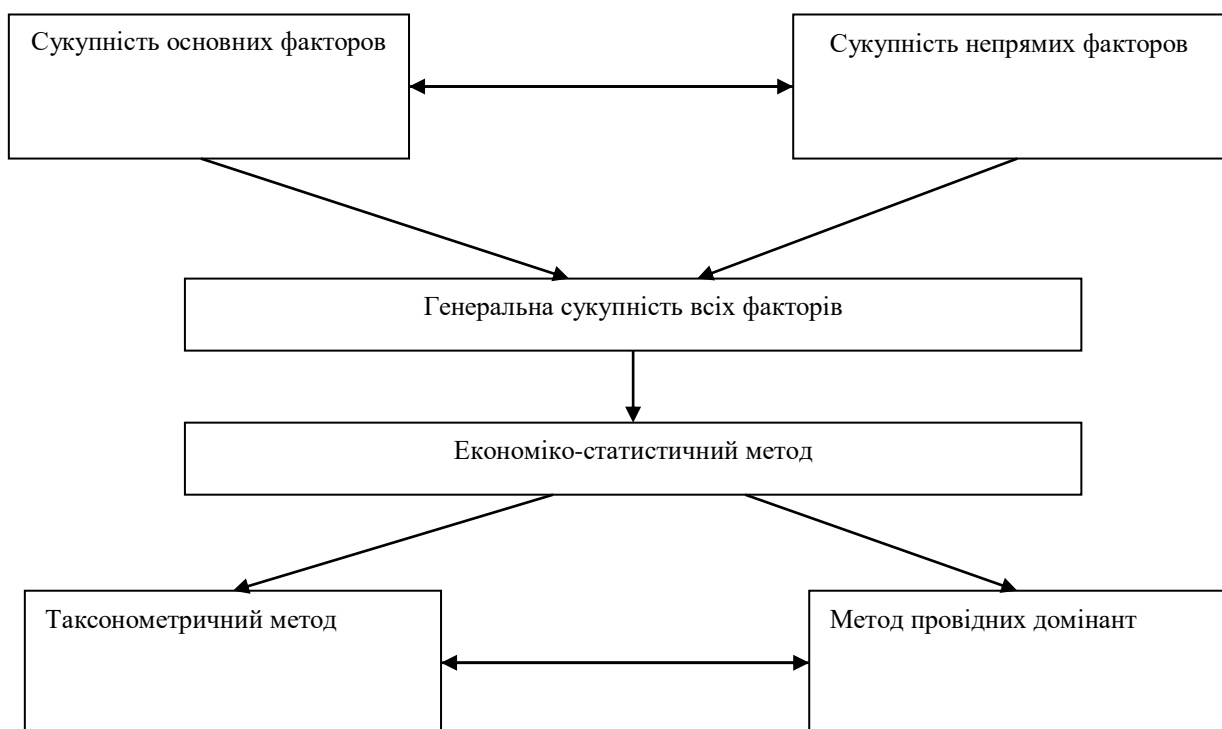 Сукупність основних факторов
Сукупність непрямих факторов
Генеральна сукупність всіх факторів
Економіко-статистичний метод
Таксонометричний метод
Метод провідних домінант